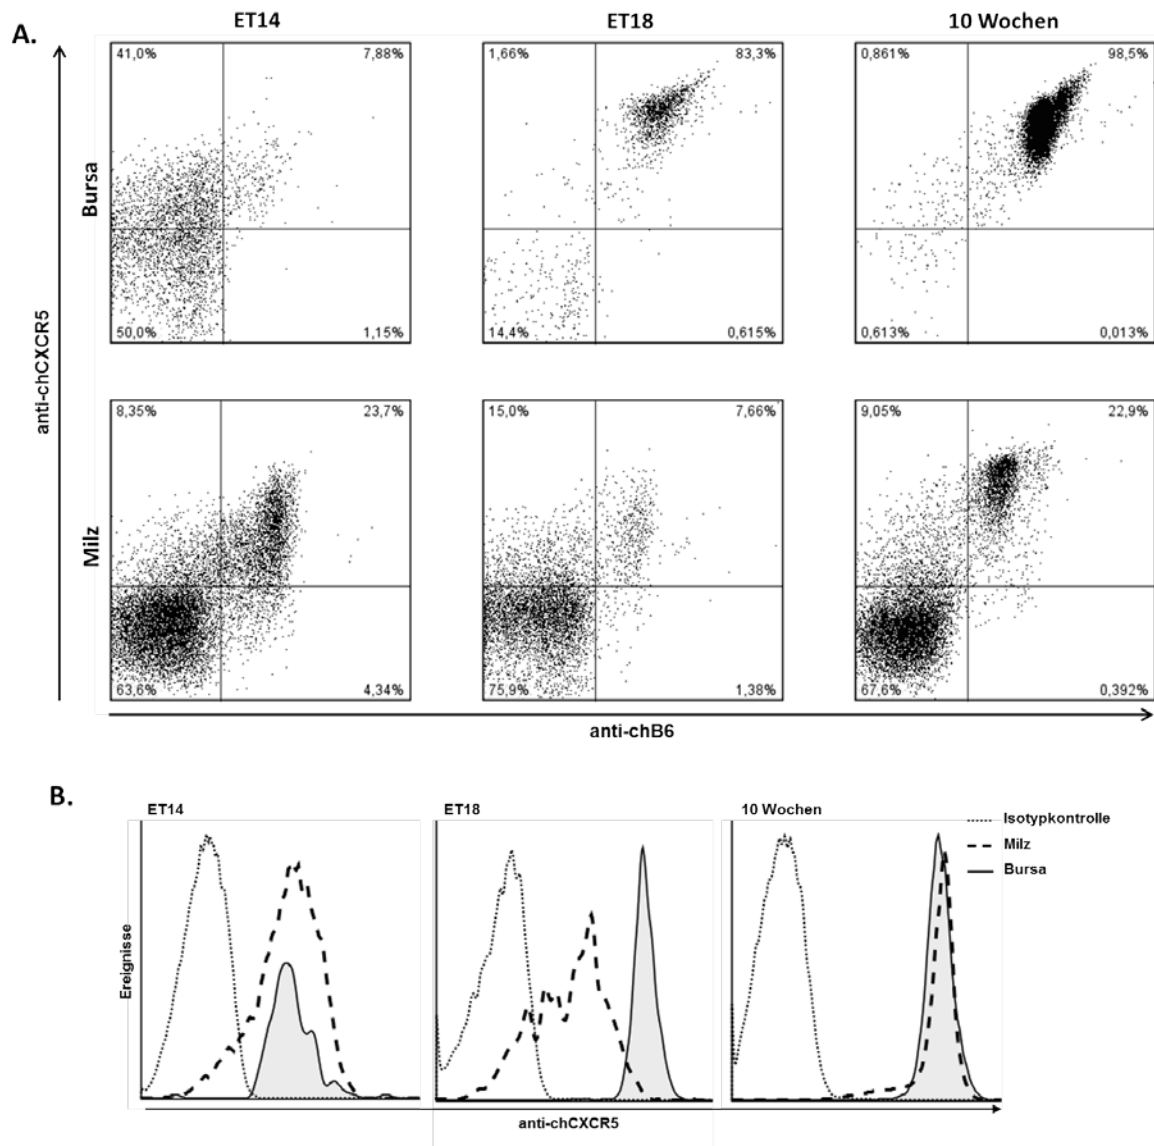 A.
ET14 ET18 10 Wochen
41,0% 7,88% 1,66% 83,3% 0,861% 98,5%
Bursa
50,0% 1,15% 14,4% 0,615% 0,613% 0,013%
anti-chCXCR5
8,35% 23,7% 15,0% 7,66% 9,05% 22,9%
Milz
63,6% 4,34% 75,9% 1,38% 67,6% 0,392%
anti-chB6
B.
ET14 ET18 10 Wochen
Isotypkontrolle
Milz
Bursa
Ereignisse
anti-chCXCR5